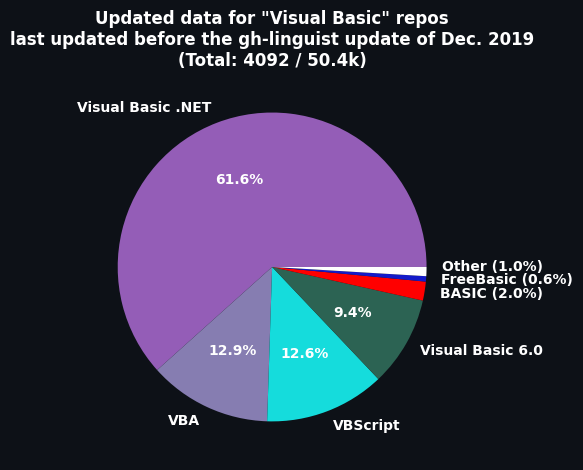 Updated data for "Visual Basic" repos
last updated before the gh-linguist update of Dec. 2019
(Total: 4092 / 50.4k)
Visual Basic .NET
61.6%
Other (1.0%)
FreeBasic (0.6%)
BASIC (2.0%)
9.4%
12.9%
12.6%
Visual Basic 6.0
VBA
VBScript